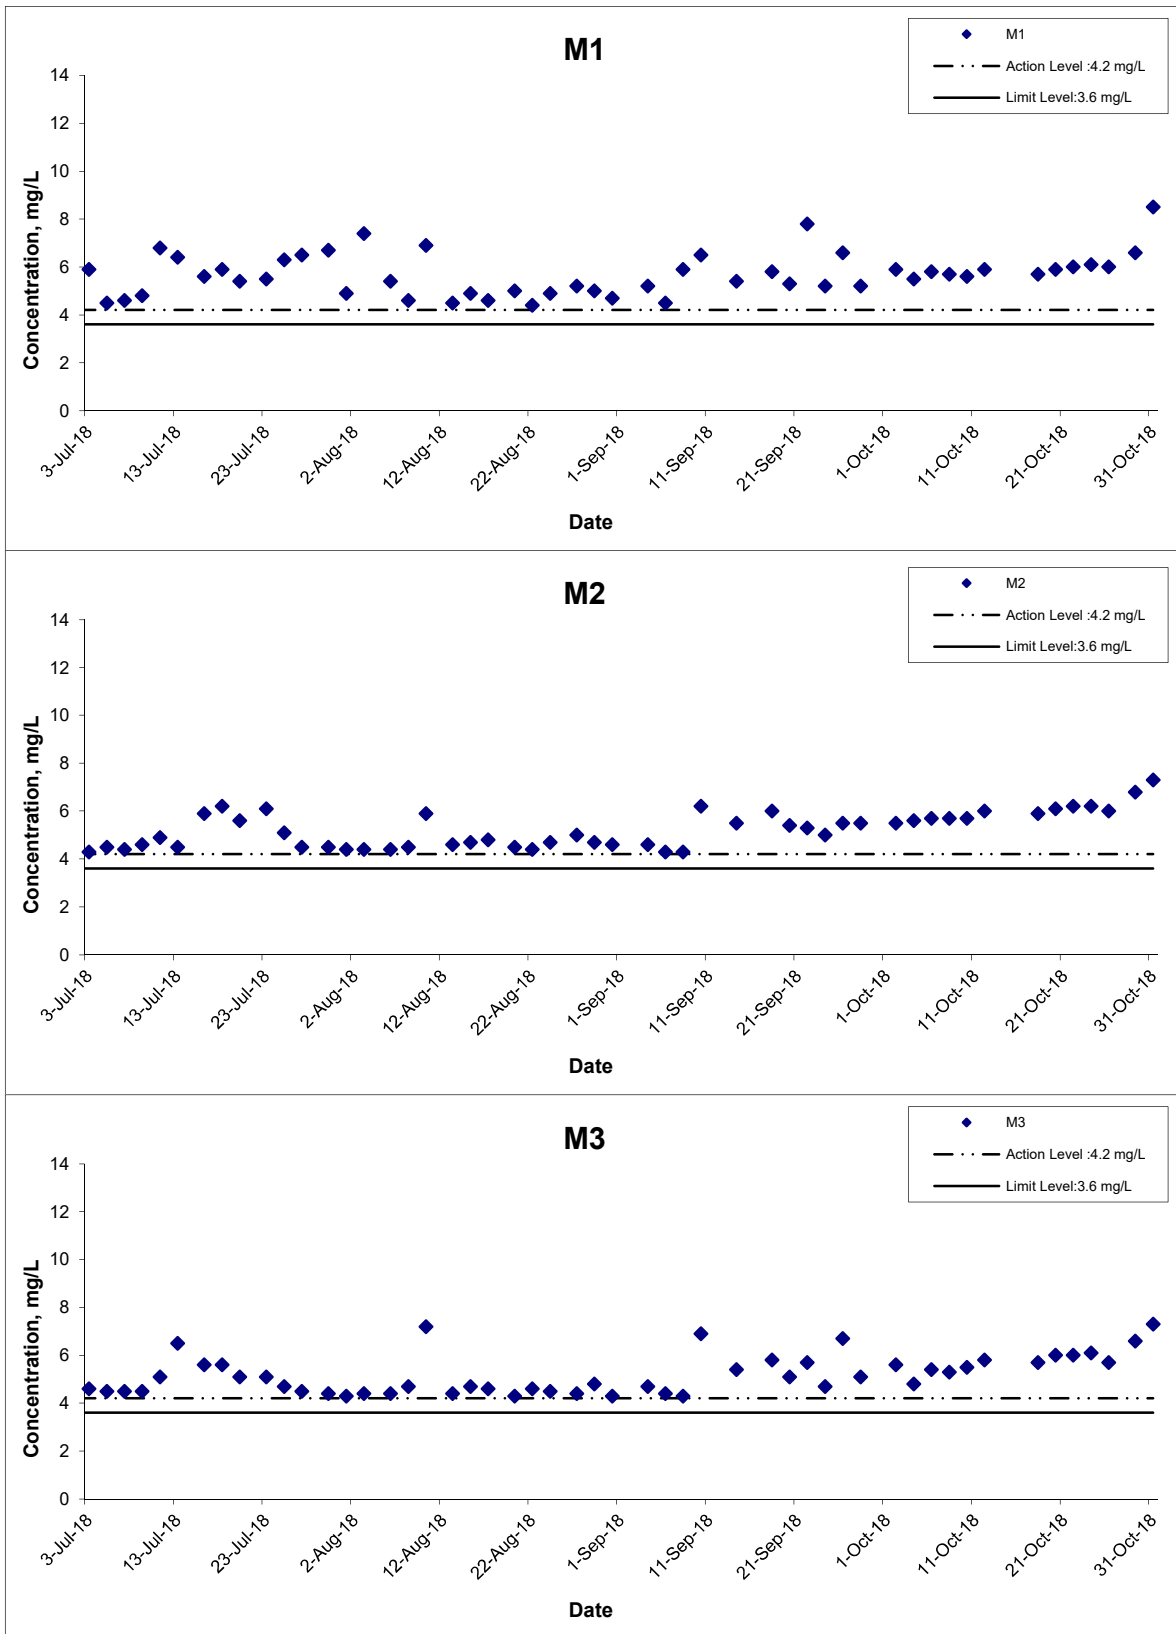 M1
M1
Action Level :4.2 mg/L
Limit Level:3.6 mg/L
Concentration, mg/L
14
12
10
8
6
4
2
0
3-Jul-18
13-Jul-18
23-Jul-18
2-Aug-18
12-Aug-18
22-Aug-18
1-Sep-18
11-Sep-18
21-Sep-18
1-Oct-18
11-Oct-18
21-Oct-18
31-Oct-18
Date
M2
M2
Action Level :4.2 mg/L
Limit Level:3.6 mg/L
Concentration, mg/L
14
12
10
8
6
4
2
0
3-Jul-18
13-Jul-18
23-Jul-18
2-Aug-18
12-Aug-18
22-Aug-18
1-Sep-18
11-Sep-18
21-Sep-18
1-Oct-18
11-Oct-18
21-Oct-18
31-Oct-18
Date
M3
M3
Action Level :4.2 mg/L
Limit Level:3.6 mg/L
Concentration, mg/L
14
12
10
8
6
4
2
0
3-Jul-18
13-Jul-18
23-Jul-18
2-Aug-18
12-Aug-18
22-Aug-18
1-Sep-18
11-Sep-18
21-Sep-18
1-Oct-18
11-Oct-18
21-Oct-18
31-Oct-18
Date